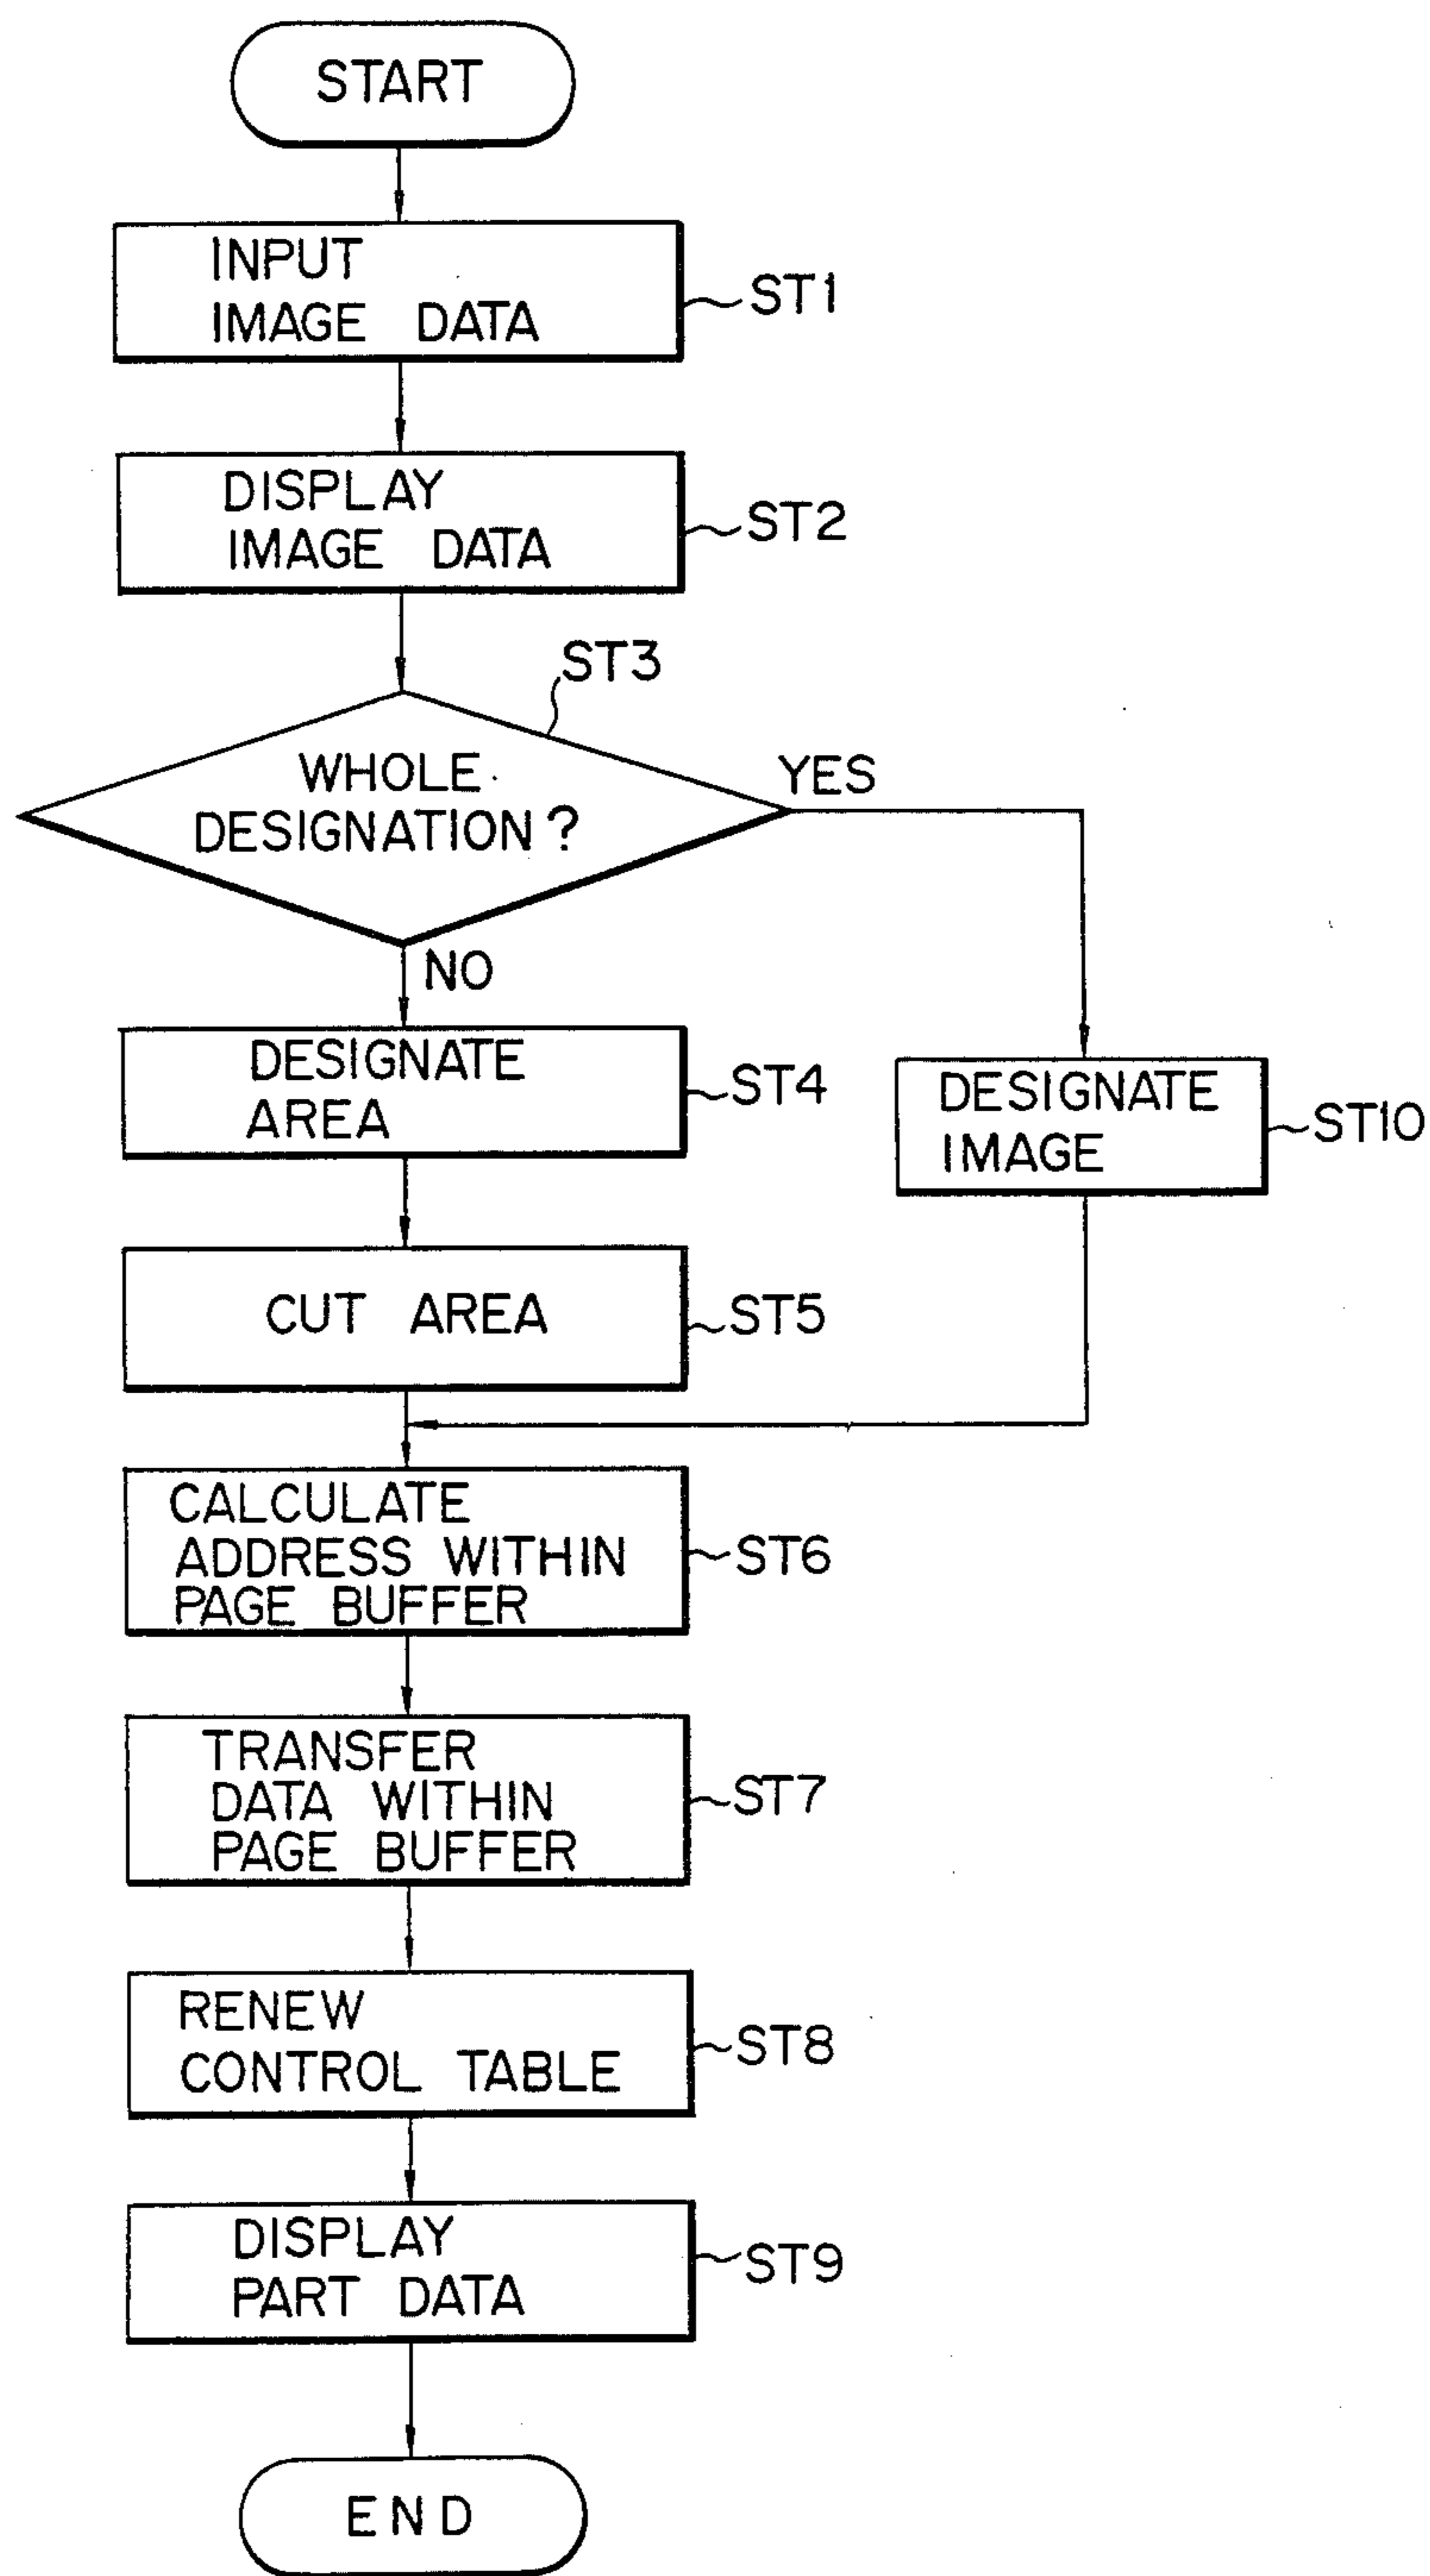 START
INPUT
IMAGE DATA
ST1
DISPLAY
IMAGE DATA
ST2
ST3
WHOLE
DESIGNATION?
YES
NO
DESIGNATE
AREA
ST4
DESIGNATE
IMAGE
ST10
CUT AREA
ST5
CALCULATE
ADDRESS WITHIN
PAGE BUFFER
ST6
TRANSFER
DATA WITHIN
PAGE BUFFER
ST7
RENEW
CONTROL TABLE
ST8
DISPLAY
PART DATA
ST9
END